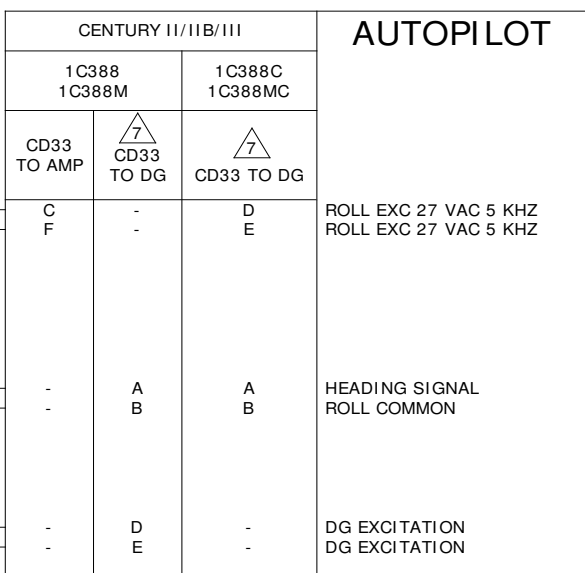 CENTURY II/IIB/III
AUTOPILOT
1C388
1C388M
1C388C
1C388MC
CD33
TO AMP
7
CD33
TO DG
7
CD33 TO DG
C - D ROLL EXC 27 VAC 5 KHZ
F - E ROLL EXC 27 VAC 5 KHZ
- A A HEADING SIGNAL
- B B ROLL COMMON
- D - DG EXCITATION
- E - DG EXCITATION